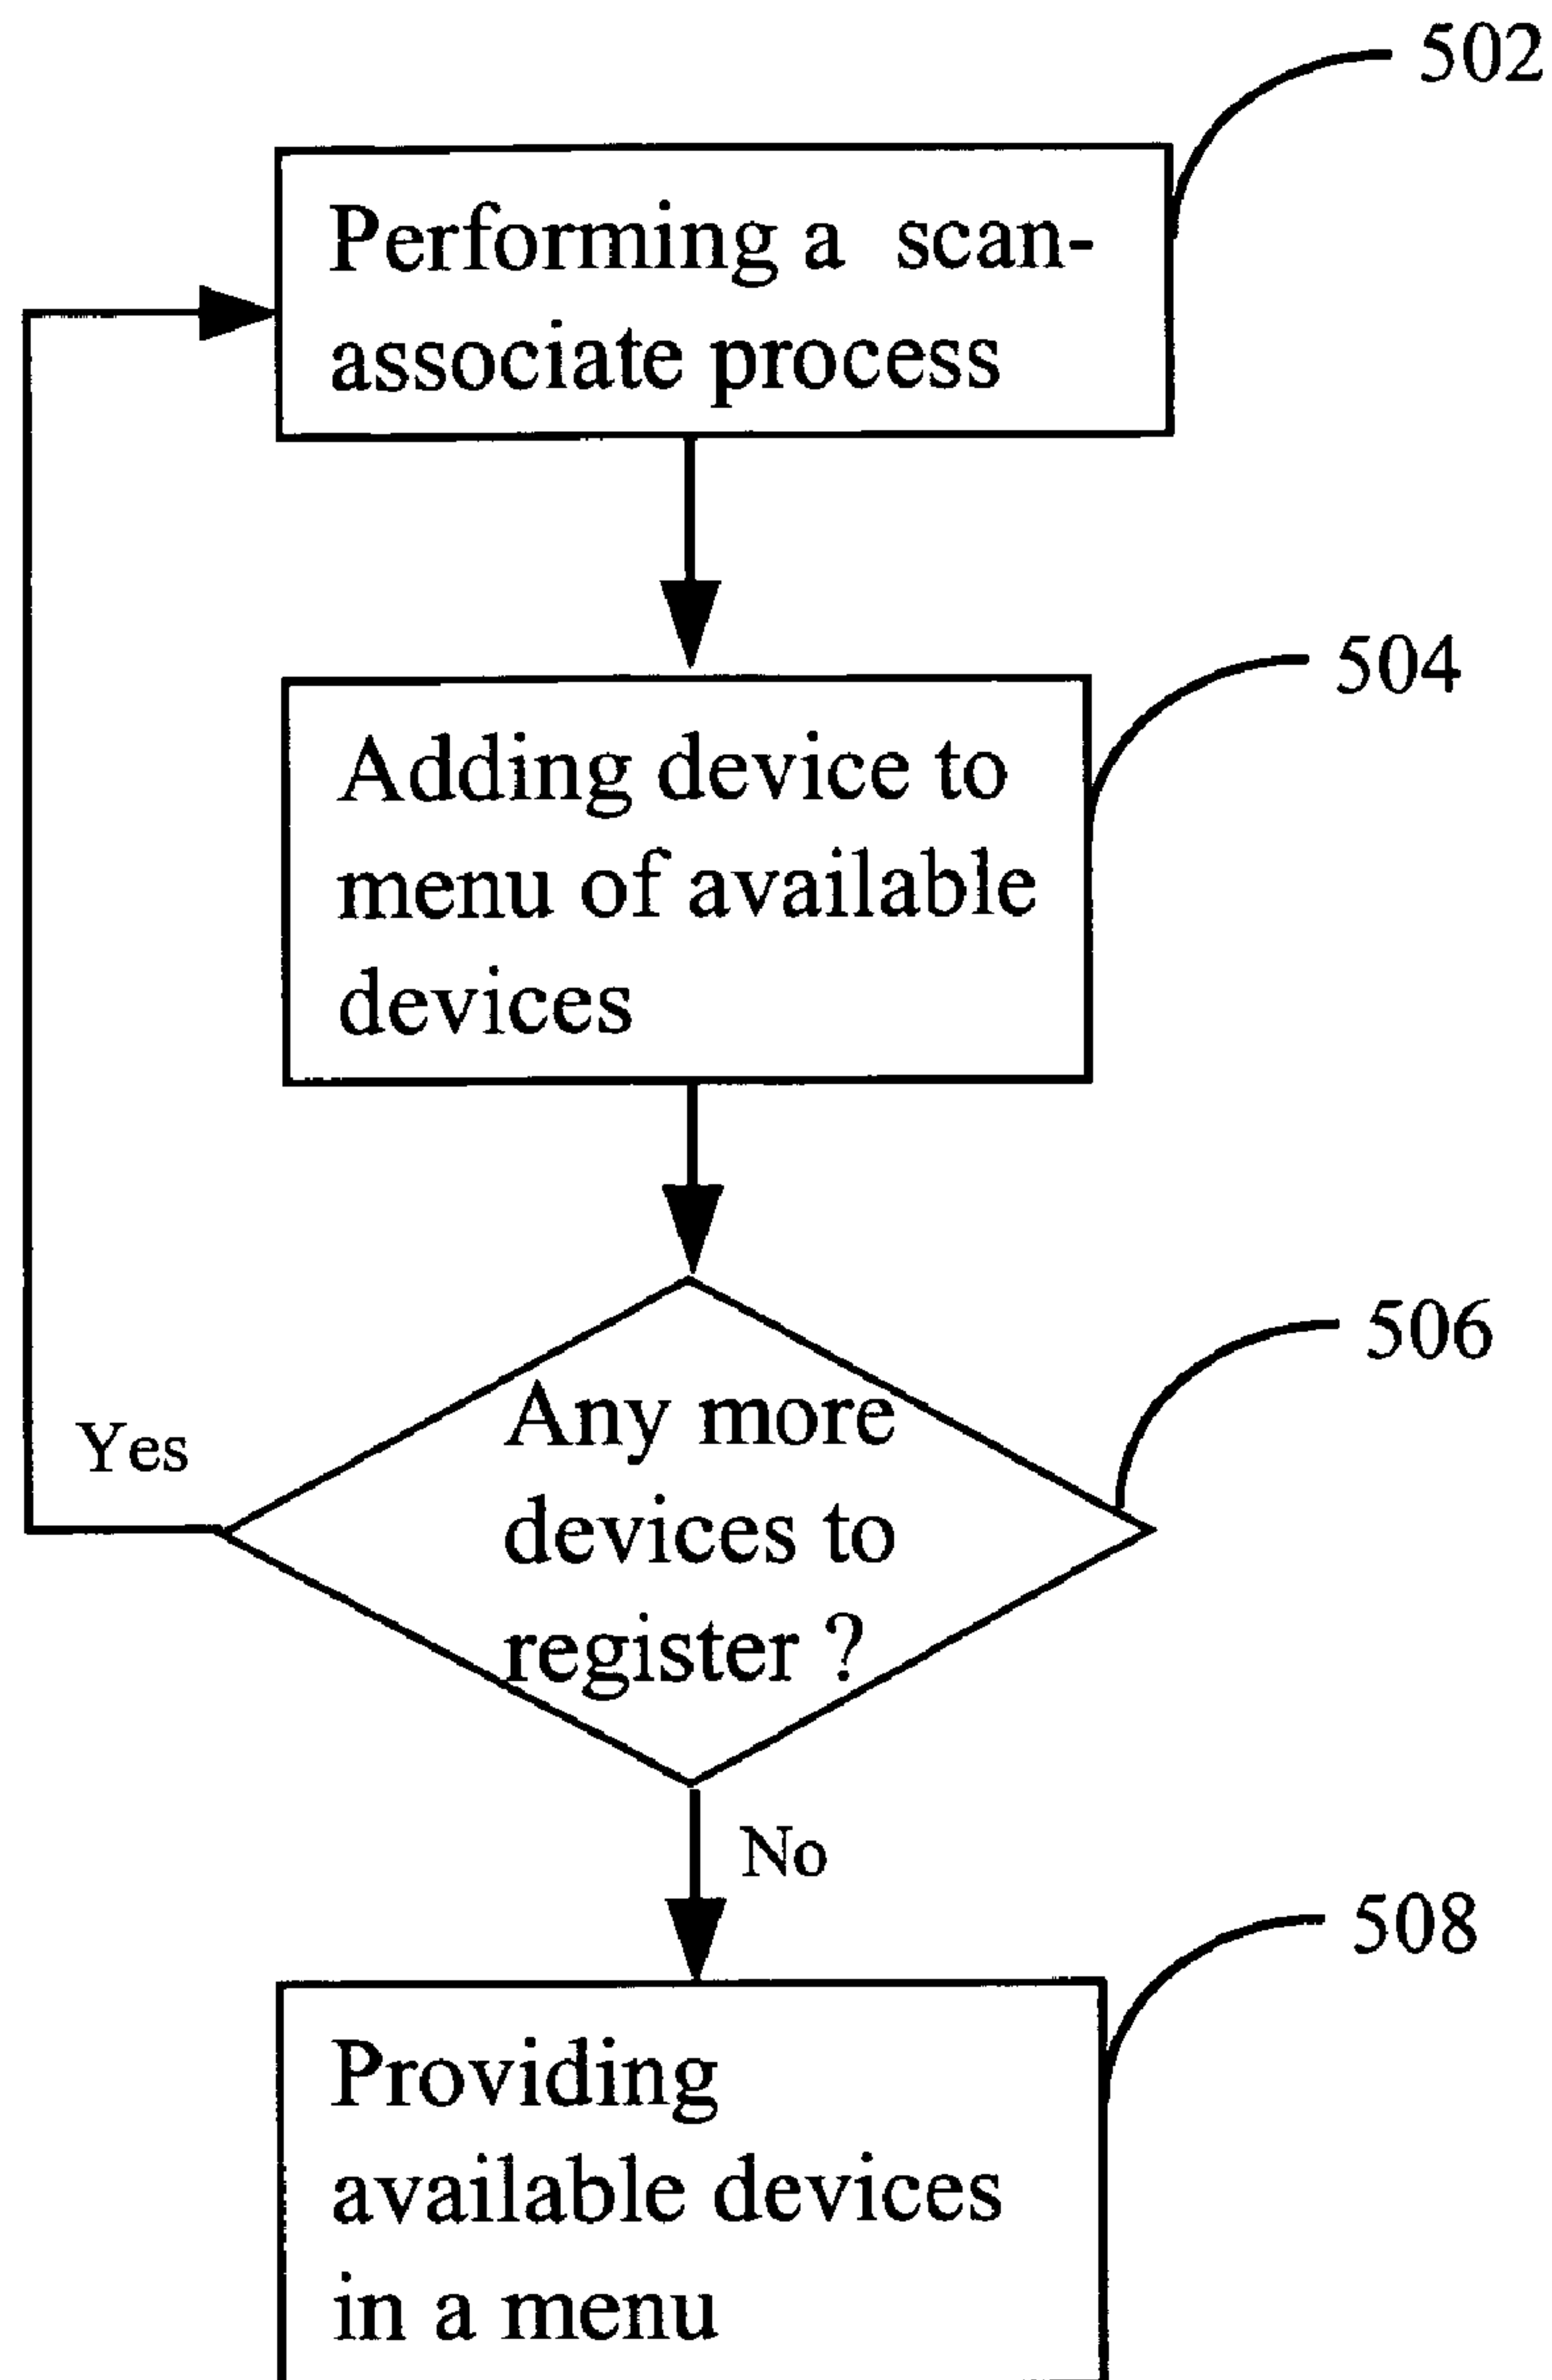 502
Performing a scan-
associate process
504
Adding device to
menu of available
devices
506
Any more
devices to
register ?
Yes
No
508
Providing
available devices
in a menu